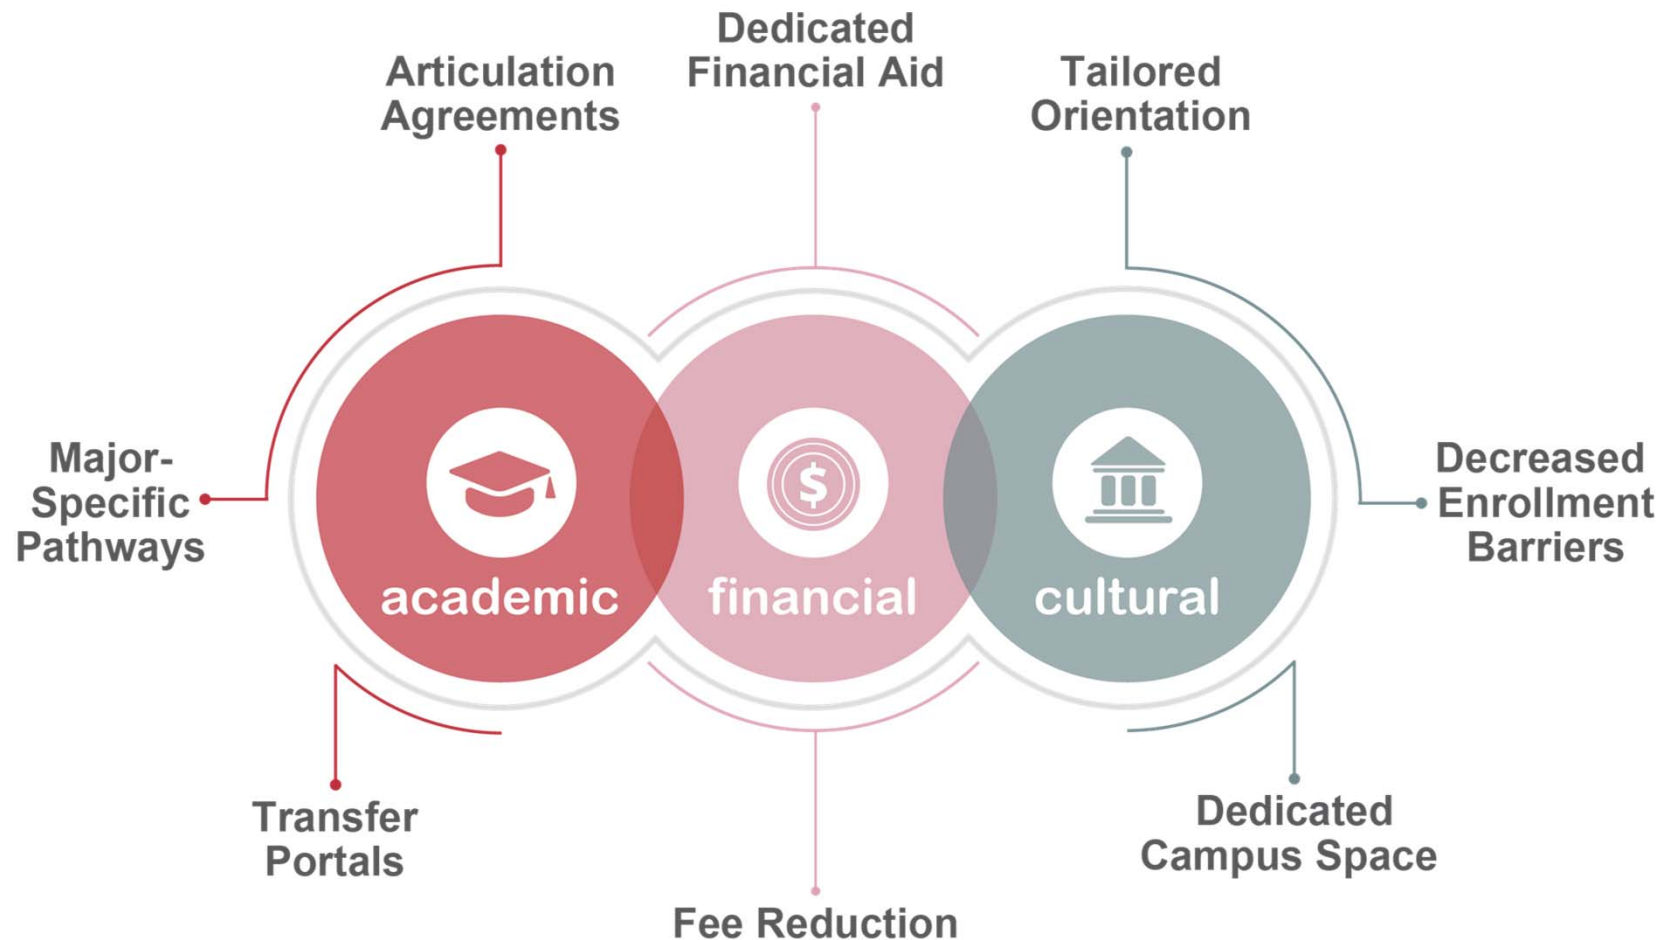 Dedicated
Financial Aid
Articulation
Agreements
Tailored
Orientation
Major-
Specific
Pathways
$
academic
financial
cultural
Decreased
Enrollment
Barriers
Transfer
Portals
Dedicated
Campus Space
Fee Reduction